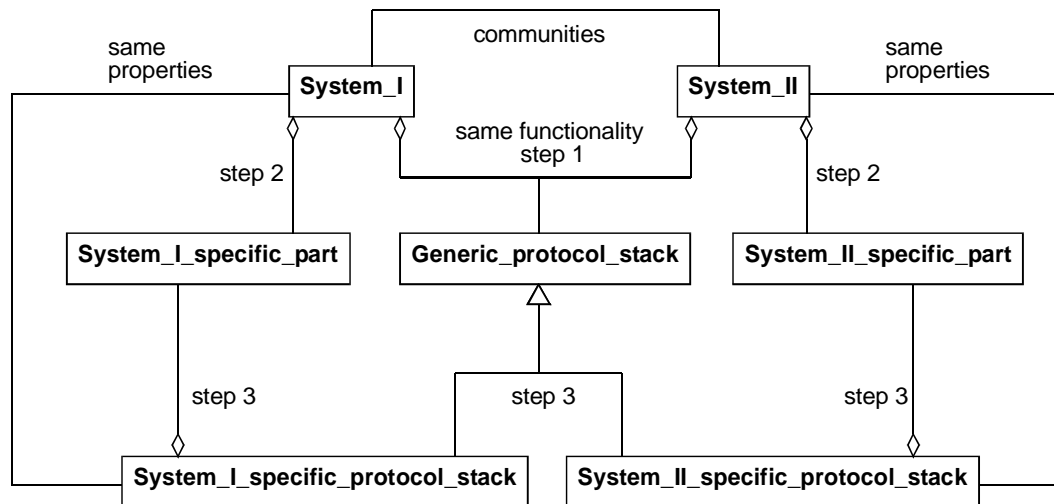 communities
same
properties
same
properties
System_I
System_II
same functionality
step 1
step 2
step 2
System_I_specific_part
Generic_protocol_stack
System_II_specific_part
step 3
step 3
step 3
System_I_specific_protocol_stack
System_II_specific_protocol_stack